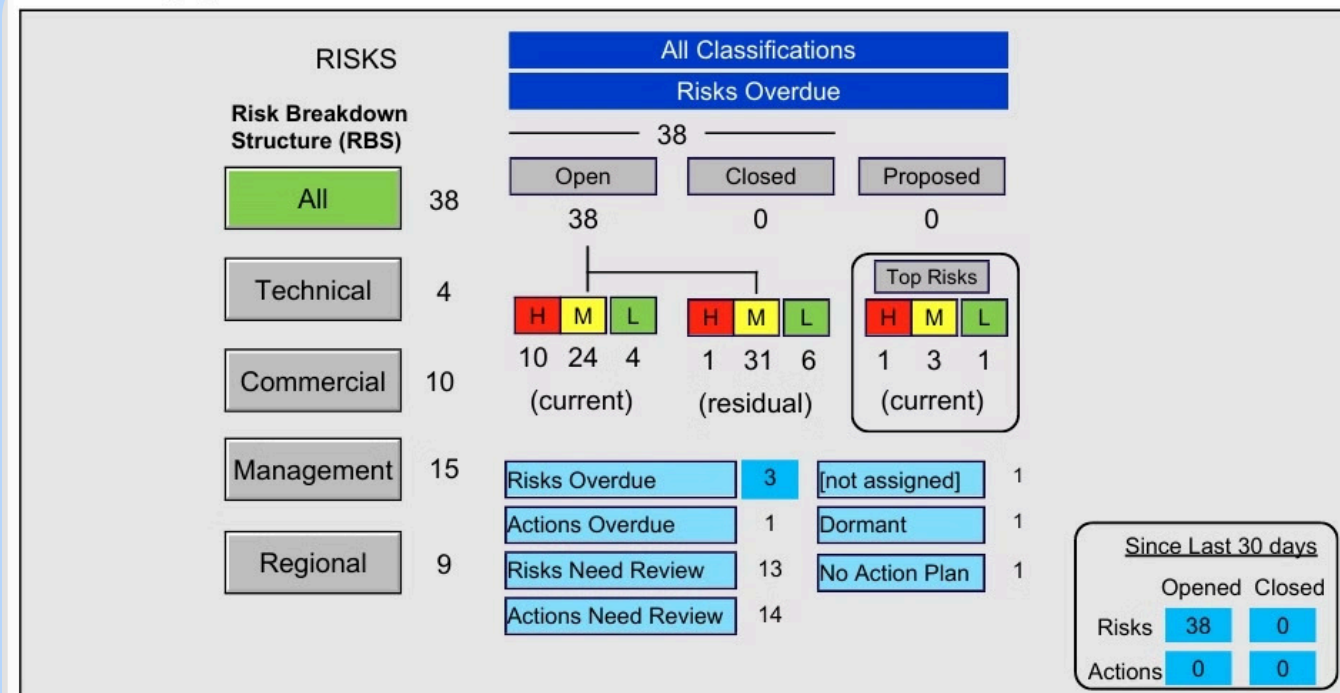 RISKS
All Classifications
Risks Overdue
Risk Breakdown
Structure (RBS)
38
Open Closed Proposed
All 38
38 0 0
Top Risks
Technical 4
H M L H M L H M L
10 24 4 1 31 6 1 3 1
Commercial 10
(current) (residual) (current)
Management 15
Risks Overdue 3 [not assigned] 1
Actions Overdue 1 Dormant 1
Regional 9
Risks Need Review 13 No Action Plan 1
Actions Need Review 14
Since Last 30 days
Opened Closed
Risks 38 0
Actions 0 0